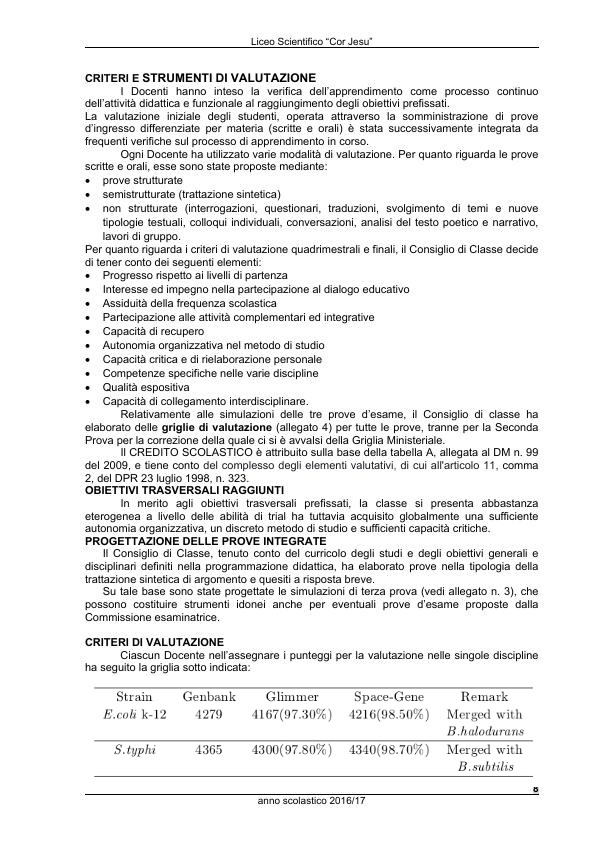 Liceo Scientifico “Cor Jesu”
CRITERI E STRUMENTI DI VALUTAZIONE
I Docenti hanno inteso la verifica dell’apprendimento come processo continuo
dell’attività didattica e funzionale al raggiungimento degli obiettivi prefissati.
La valutazione iniziale degli studenti, operata attraverso la somministrazione di prove
d’ingresso differenziate per materia (scritte e orali) è stata successivamente integrata da
frequenti verifiche sul processo di apprendimento in corso.
Ogni Docente ha utilizzato varie modalità di valutazione. Per quanto riguarda le prove
scritte e orali, esse sono state proposte mediante:
• prove strutturate
• semistrutturate (trattazione sintetica)
• non strutturate (interrogazioni, questionari, traduzioni, svolgimento di temi e nuove
tipologie testuali, colloqui individuali, conversazioni, analisi del testo poetico e narrativo,
lavori di gruppo.
Per quanto riguarda i criteri di valutazione quadrimestrali e finali, il Consiglio di Classe decide
di tener conto dei seguenti elementi:
• Progresso rispetto ai livelli di partenza
• Interesse ed impegno nella partecipazione al dialogo educativo
• Assiduità della frequenza scolastica
• Partecipazione alle attività complementari ed integrative
• Capacità di recupero
• Autonomia organizzativa nel metodo di studio
• Capacità critica e di rielaborazione personale
• Competenze specifiche nelle varie discipline
• Qualità espositiva
• Capacità di collegamento interdisciplinare.
Relativamente alle simulazioni delle tre prove d’esame, il Consiglio di classe ha
elaborato delle griglie di valutazione (allegato 4) per tutte le prove, tranne per la Seconda
Prova per la correzione della quale ci si è avvalsi della Griglia Ministeriale.
Il CREDITO SCOLASTICO è attribuito sulla base della tabella A, allegata al DM n. 99
del 2009, e tiene conto del complesso degli elementi valutativi, di cui all'articolo 11, comma
2, del DPR 23 luglio 1998, n. 323.
OBIETTIVI TRASVERSALI RAGGIUNTI
In merito agli obiettivi trasversali prefissati, la classe si presenta abbastanza
eterogenea a livello delle abilità di trial ha tuttavia acquisito globalmente una sufficiente
autonomia organizzativa, un discreto metodo di studio e sufficienti capacità critiche.
PROGETTAZIONE DELLE PROVE INTEGRATE
Il Consiglio di Classe, tenuto conto del curricolo degli studi e degli obiettivi generali e
disciplinari definiti nella programmazione didattica, ha elaborato prove nella tipologia della
trattazione sintetica di argomento e quesiti a risposta breve.
Su tale base sono state progettate le simulazioni di terza prova (vedi allegato n. 3), che
possono costituire strumenti idonei anche per eventuali prove d’esame proposte dalla
Commissione esaminatrice.
CRITERI DI VALUTAZIONE
Ciascun Docente nell’assegnare i punteggi per la valutazione nelle singole discipline
ha seguito la griglia sotto indicata:
Strain Genbank Glimmer Space-Gene Remark
E.coli k-12 4279 4167(97.30%) 4216(98.50%) Merged with
B.halodurans
S.typhi 4365 4300(97.80%) 4340(98.70%) Merged with
B.subtilis
anno scolastico 2016/17